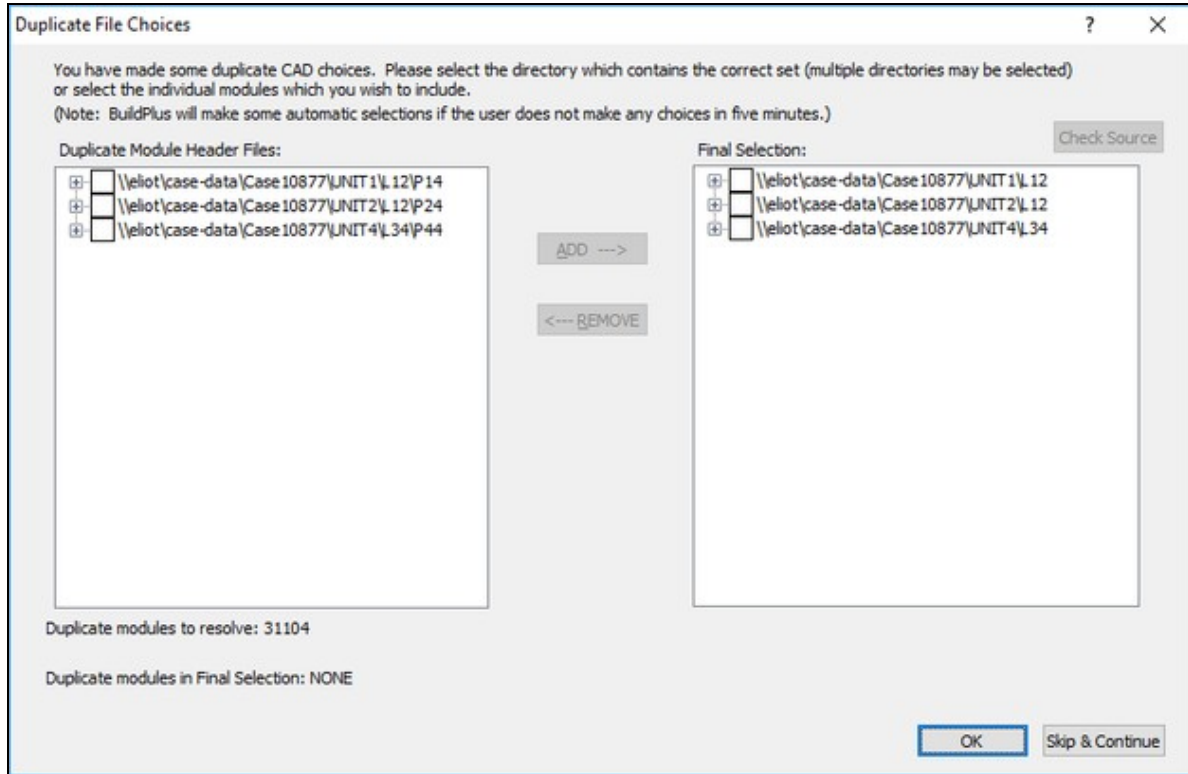 Duplicate File Choices
?
You have made some duplicate CAD choices. Please select the directory which contains the correct set (multiple directories may be selected)
or select the individual modules which you wish to include.
(Note: BuildPlus will make some automatic selections if the user does not make any choices in five minutes.)
Check Source
Duplicate Module Header Files:
Final Selection:
\\eliot\case-data\Case10877\UNIT1\L12\P14
\\eliot\case-data\Case10877\UNIT2\L12\P24
\\eliot\case-data\Case10877\UNIT4\L34\P44
\\eliot\case-data\Case10877\UNIT1\L12
\\eliot\case-data\Case10877\UNIT2\L12
\\eliot\case-data\Case10877\UNIT4\L34
ADD --->
<--- REMOVE
Duplicate modules to resolve: 31104
Duplicate modules in Final Selection: NONE
OK
Skip & Continue